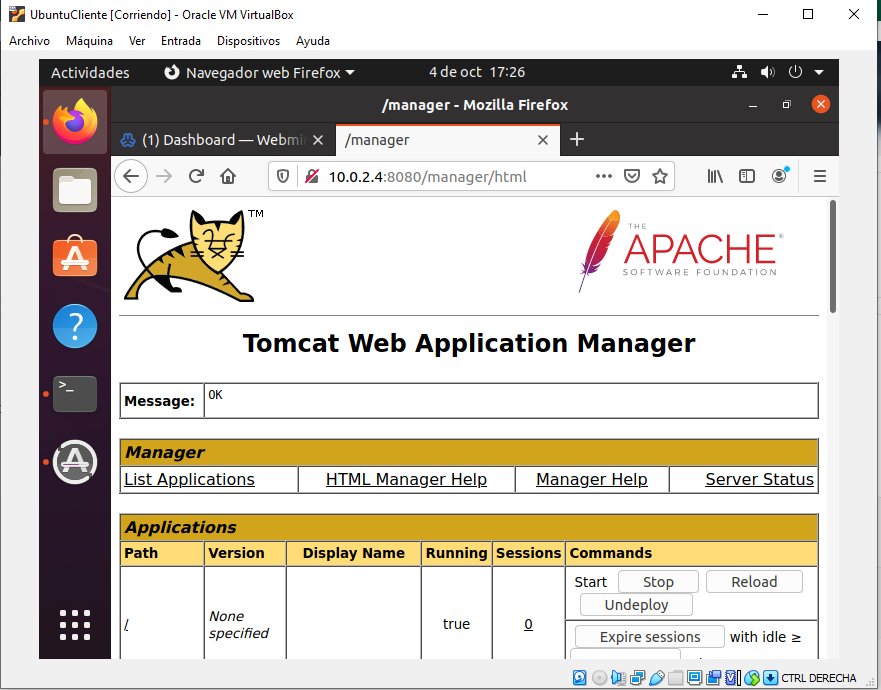 UbuntuCliente [Corriendo] - Oracle VM VirtualBox
Archivo Máquina Ver Entrada Dispositivos Ayuda
Actividades Navegador web Firefox 4 de oct 17:26
/manager - Mozilla Firefox
(1) Dashboard — Webmin /manager
10.0.2.4:8080/manager/html
TM
THE
APACHE®
SOFTWARE FOUNDATION
Tomcat Web Application Manager
Message: OK
Manager
List Applications HTML Manager Help Manager Help Server Status
Applications
Path Version Display Name Running Sessions Commands
/ None specified true 0 Start Stop Reload
Undeploy
Expire sessions with idle ≥
CTRL DERECHA